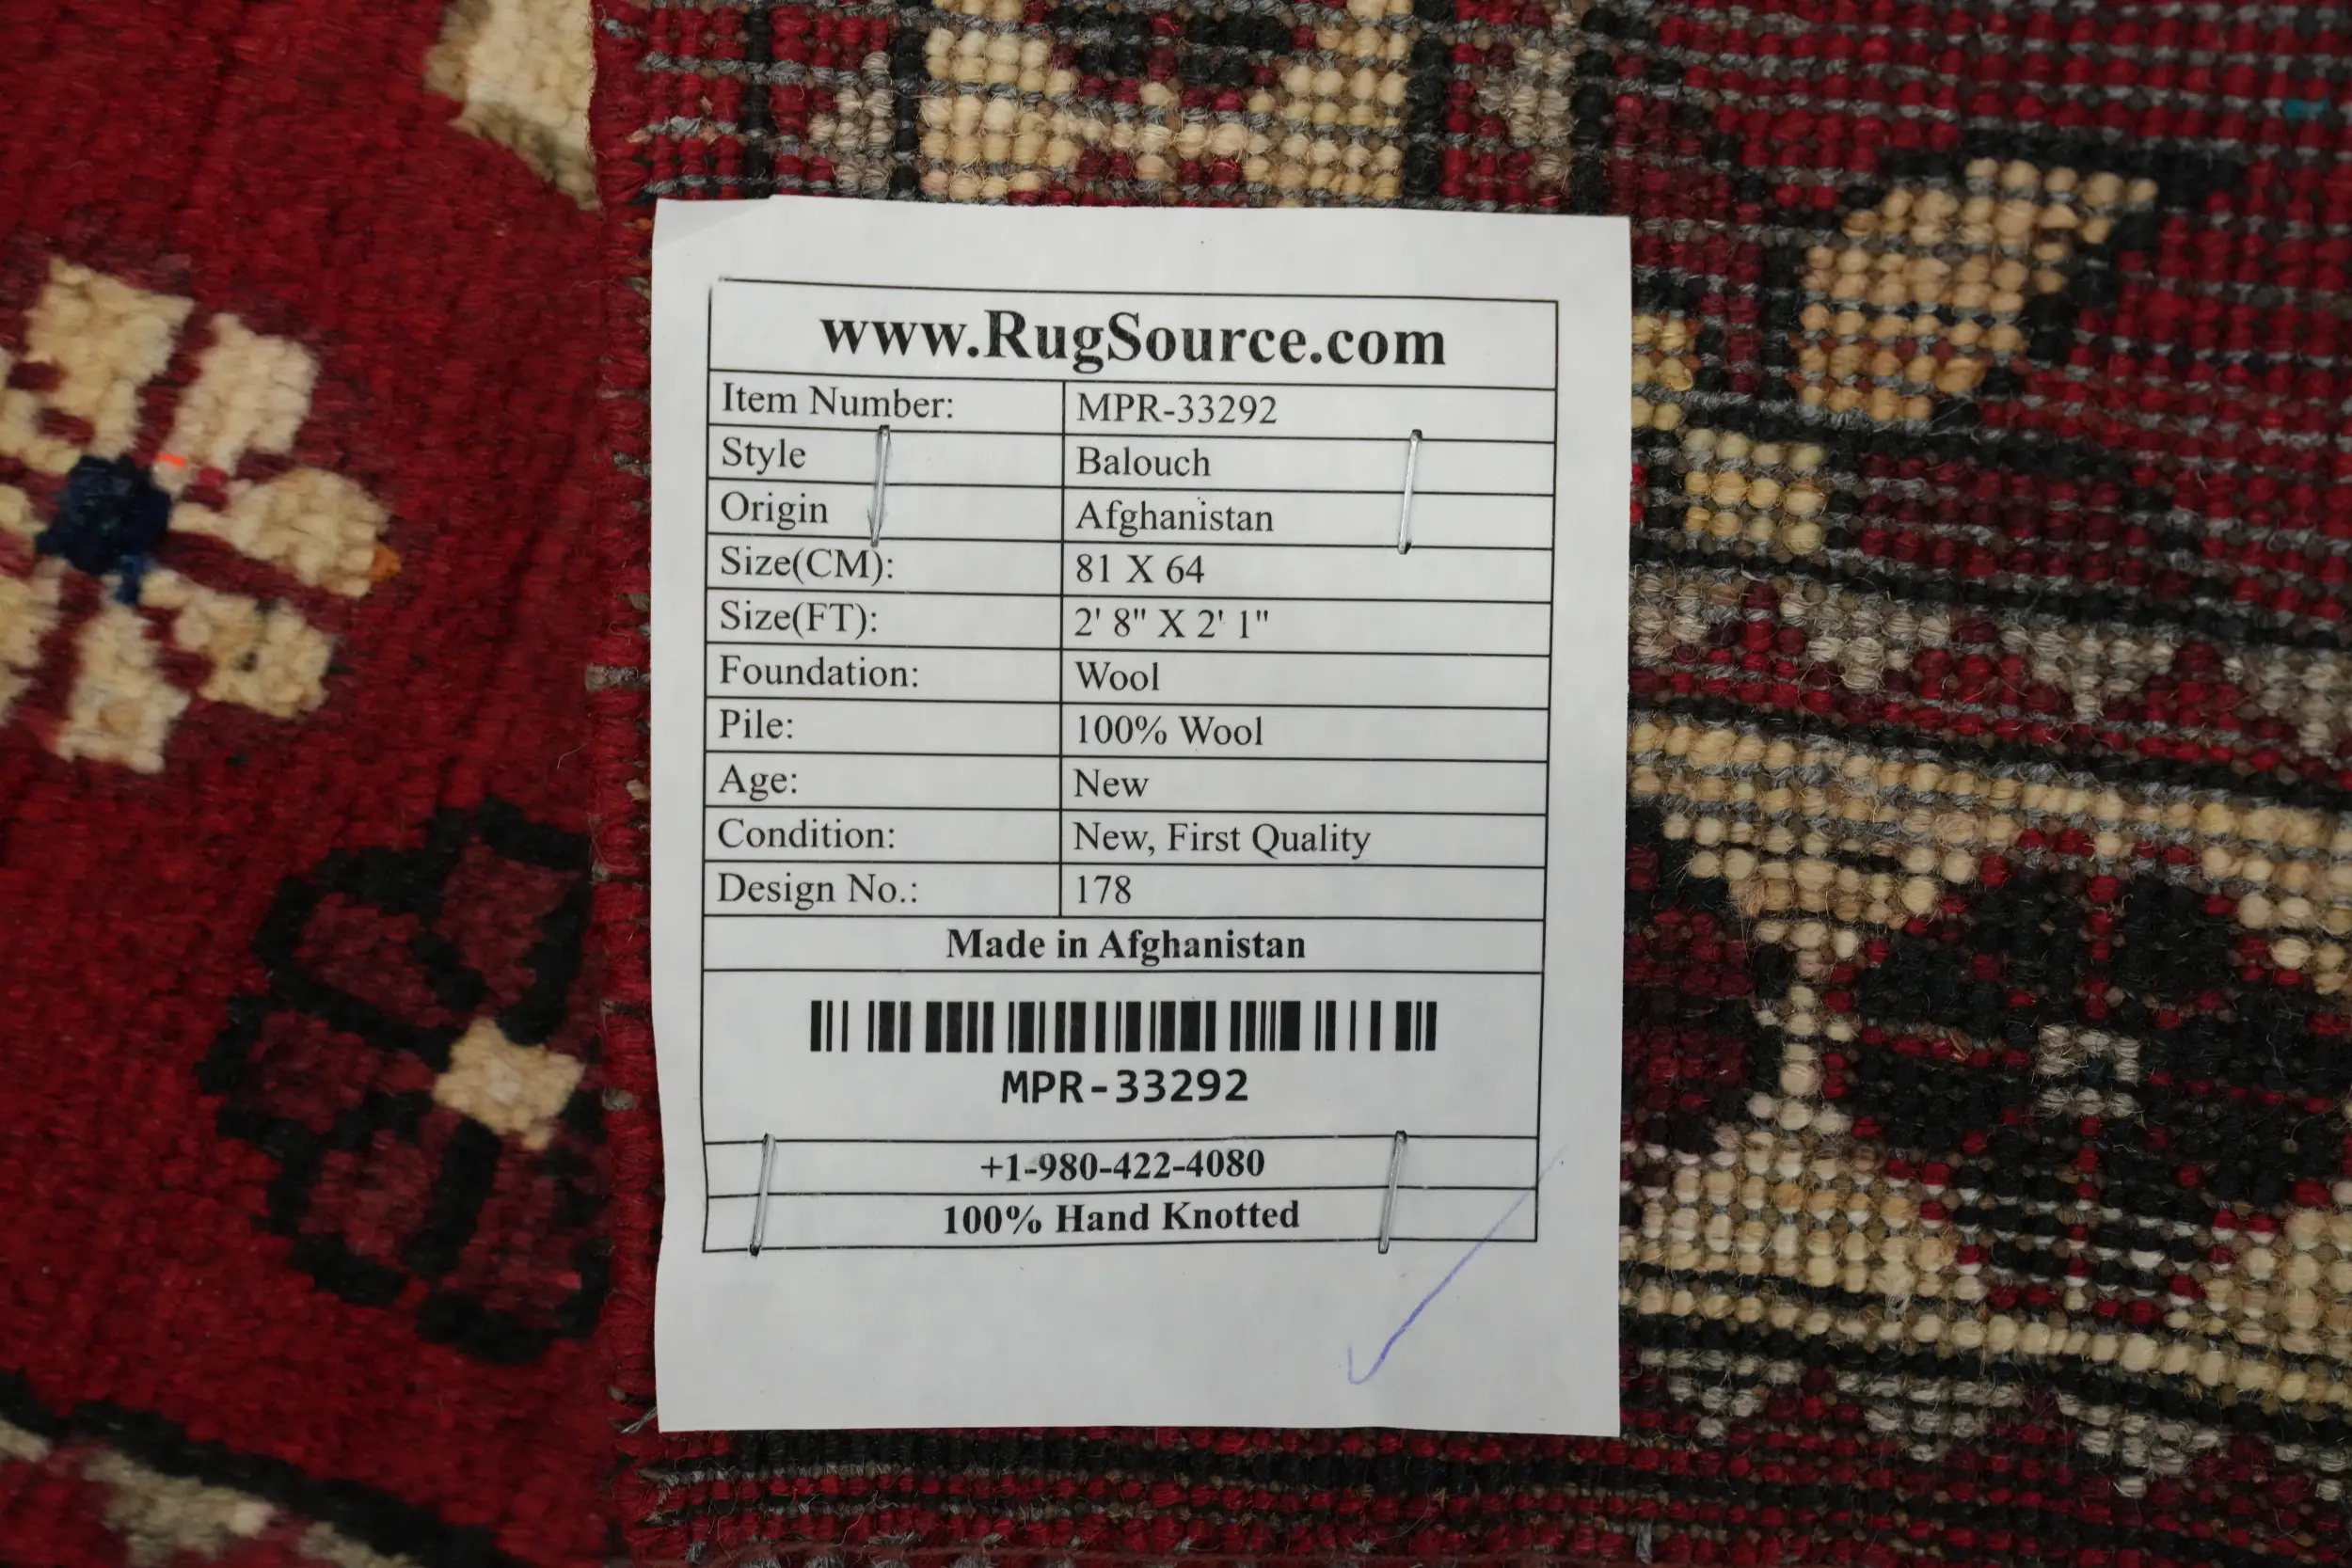 www.RugSource.com
Item Number: MPR-33292
Style Balouch
Origin Afghanistan
Size(CM): 81 X 64
Size(FT): 2' 8" X 2' 1"
Foundation: Wool
Pile: 100% Wool
Age: New
Condition: New, First Quality
Design No.: 178
Made in Afghanistan
MPR-33292
+1-980-422-4080
100% Hand Knotted